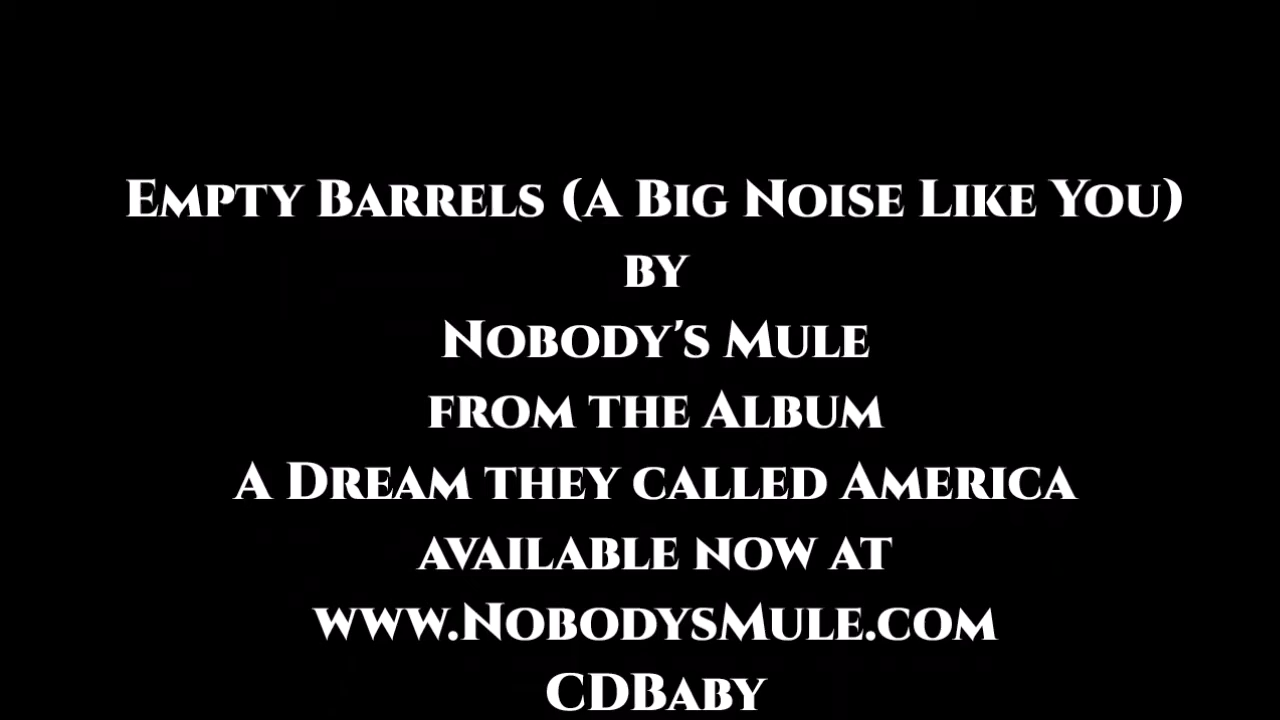 Empty Barrels (A Big Noise Like You)
by
Nobody's Mule
from the Album
A Dream they called America
available now at
www.NobodysMule.com
CDBaby